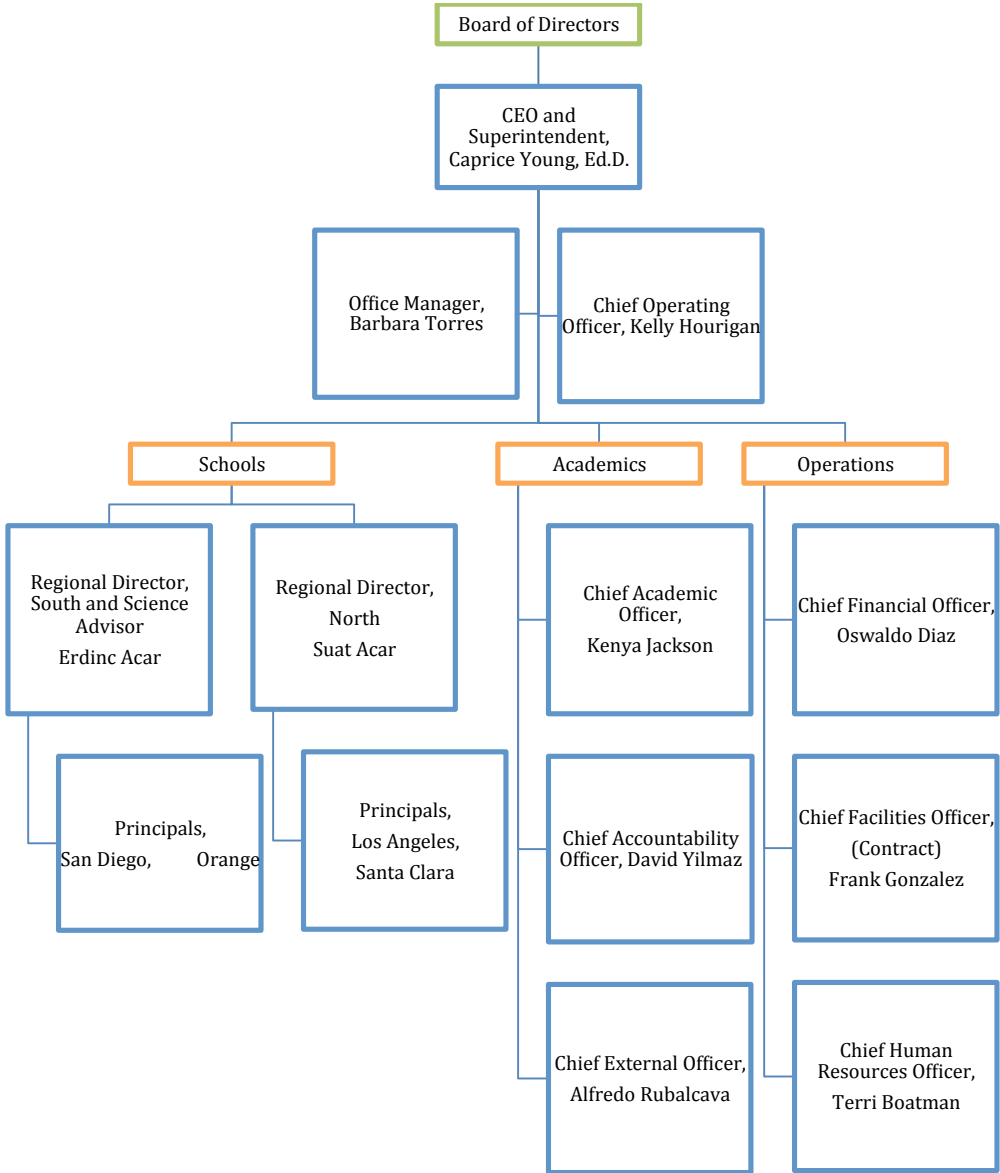 Board of Directors
CEO and
Superintendent,
Caprice Young, Ed.D.
Office Manager,
Barbara Torres
Chief Operating
Officer, Kelly Hourigan
Schools
Academics
Operations
Regional Director,
South and Science
Advisor
Erdinc Acar
Regional Director,
North
Suat Acar
Chief Academic
Officer,
Kenya Jackson
Chief Financial Officer,
Oswaldo Diaz
Principals,
San Diego, Orange
Principals,
Los Angeles,
Santa Clara
Chief Accountability
Officer, David Yilmaz
Chief Facilities Officer,
(Contract)
Frank Gonzalez
Chief External Officer,
Alfredo Rubalcava
Chief Human
Resources Officer,
Terri Boatman